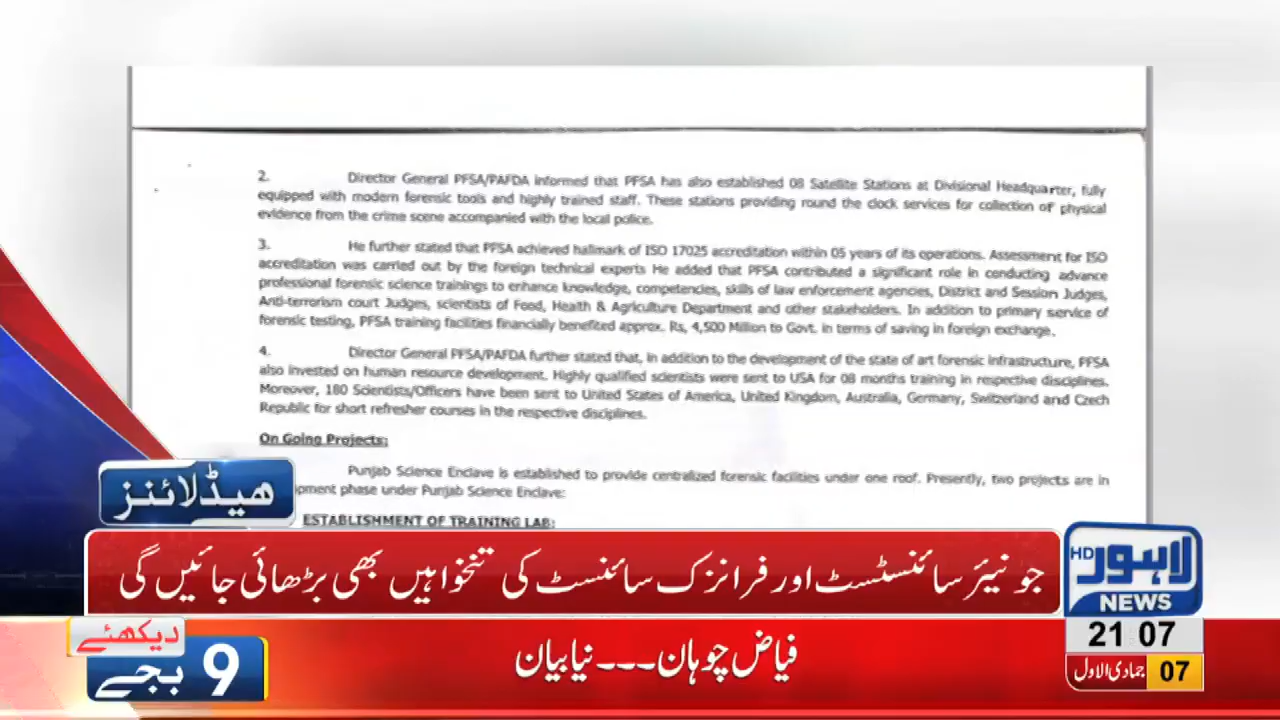 2. Director General PFSA/PAFDA informed that PFSA has also established 08 Satellite Stations at Divisional Headquarter, fully
equipped with modern forensic tools and highly trained staff. These stations providing round the clock services for collection of physical
evidence from the crime scene accompanied with the local police.
3. He further stated that PFSA achieved hallmark of ISO 17025 accreditation within 05 years of its operations. Assessment for ISO
accreditation was carried out by the foreign technical experts He added that PFSA contributed a significant role in conducting advance
professional forensic science trainings to enhance knowledge, competencies, skills of law enforcement agencies, District and Session Judges,
Anti-terrorism court Judges, scientists of Food, Health & Agriculture Department and other stakeholders. In addition to primary service of
forensic testing, PFSA training facilities financially benefited approx. Rs, 4,500 Million to Govt. in terms of saving in foreign exchange.
4. Director General PFSA/PAFDA further stated that, in addition to the development of the state of art forensic infrastructure, PFSA
also invested on human resource development. Highly qualified scientists were sent to USA for 08 months training in respective disciplines.
Moreover, 180 Scientists/Officers have been sent to United States of America, United Kingdom, Australia, Germany, Switzerland and Czech
Republic for short refresher courses in the respective disciplines.
On Going Projects:
Punjab Science Enclave is established to provide centralized forensic facilities under one roof. Presently, two projects are in
pment phase under Punjab Science Enclave:
ESTABLISHMENT OF TRAINING LAB:
ھیڈلائنز
جونیئر سائنسٹسٹ اور فرانزک سائنسٹ کی تنخواہیں بھی بڑھائی جائیں گی
HD لاہور
NEWS
21 07
07 جمادی الاول
دیکھئے
9 بجے
فیاض چوہان۔۔۔نیا بیان